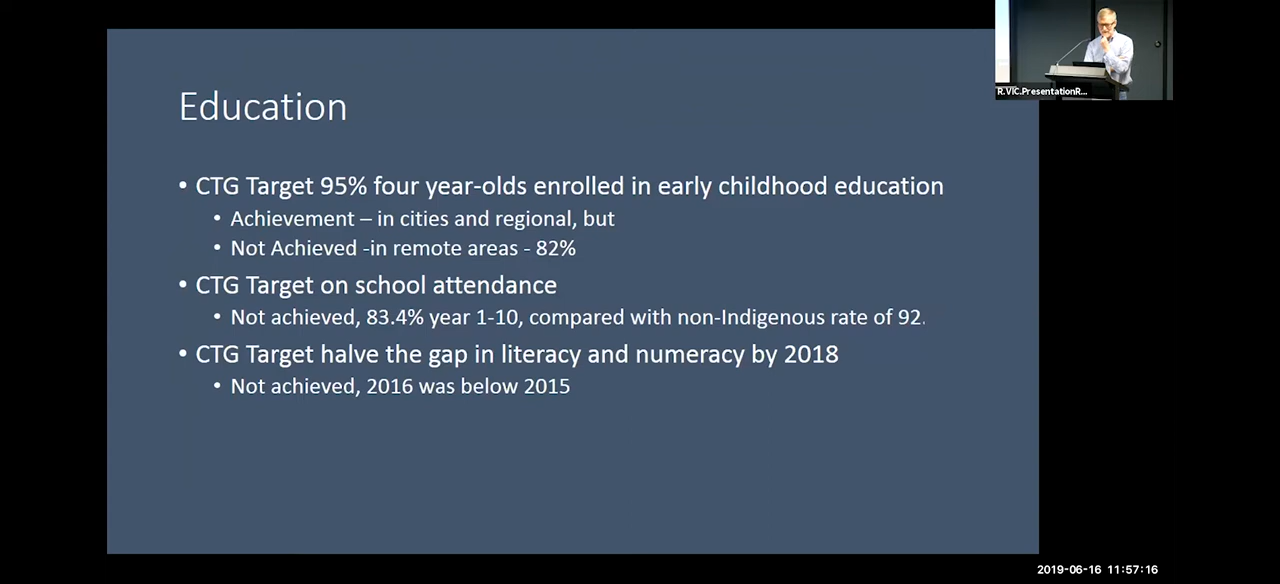 R.VIC.PresentationR...
Education
• CTG Target 95% four year-olds enrolled in early childhood education
• Achievement – in cities and regional, but
• Not Achieved -in remote areas - 82%
• CTG Target on school attendance
• Not achieved, 83.4% year 1-10, compared with non-Indigenous rate of 92.
• CTG Target halve the gap in literacy and numeracy by 2018
• Not achieved, 2016 was below 2015
2019-06-16 11:57:16